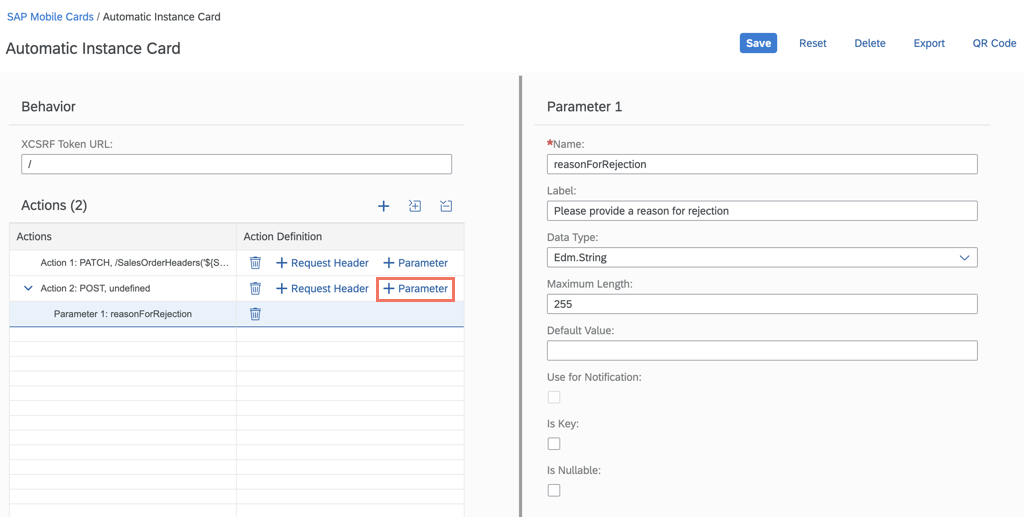 SAP Mobile Cards / Automatic Instance Card
Automatic Instance Card
Save Reset Delete Export QR Code
Behavior
XCSRF Token URL:
/
Actions (2)
Actions Action Definition
Action 1: PATCH, /SalesOrderHeaders('${S... + Request Header + Parameter
Action 2: POST, undefined + Request Header + Parameter
Parameter 1: reasonForRejection
Parameter 1
*Name:
reasonForRejection
Label:
Please provide a reason for rejection
Data Type:
Edm.String
Maximum Length:
255
Default Value:
Use for Notification:
Is Key:
Is Nullable: